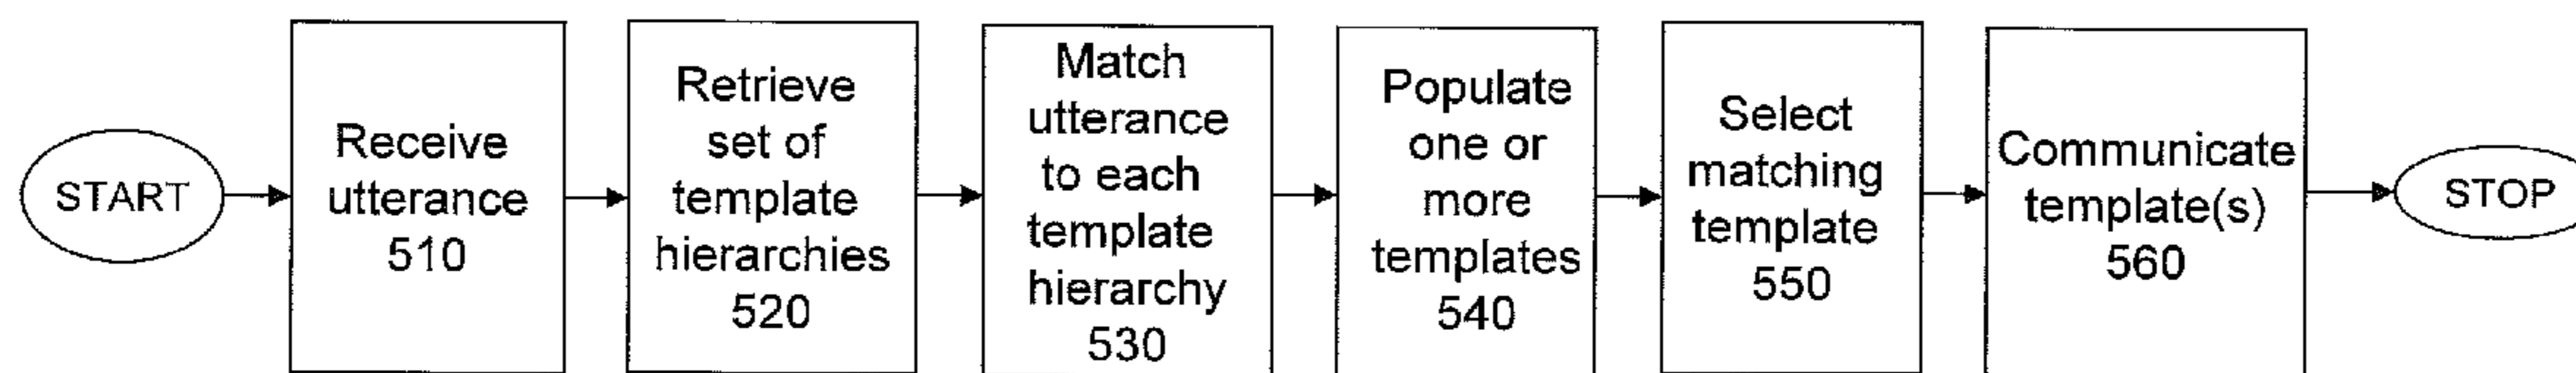 START
Receive
utterance
510
Retrieve
set of
template
hierarchies
520
Match
utterance
to each
template
hierarchy
530
Populate
one or
more
templates
540
Select
matching
template
550
Communicate
template(s)
560
STOP